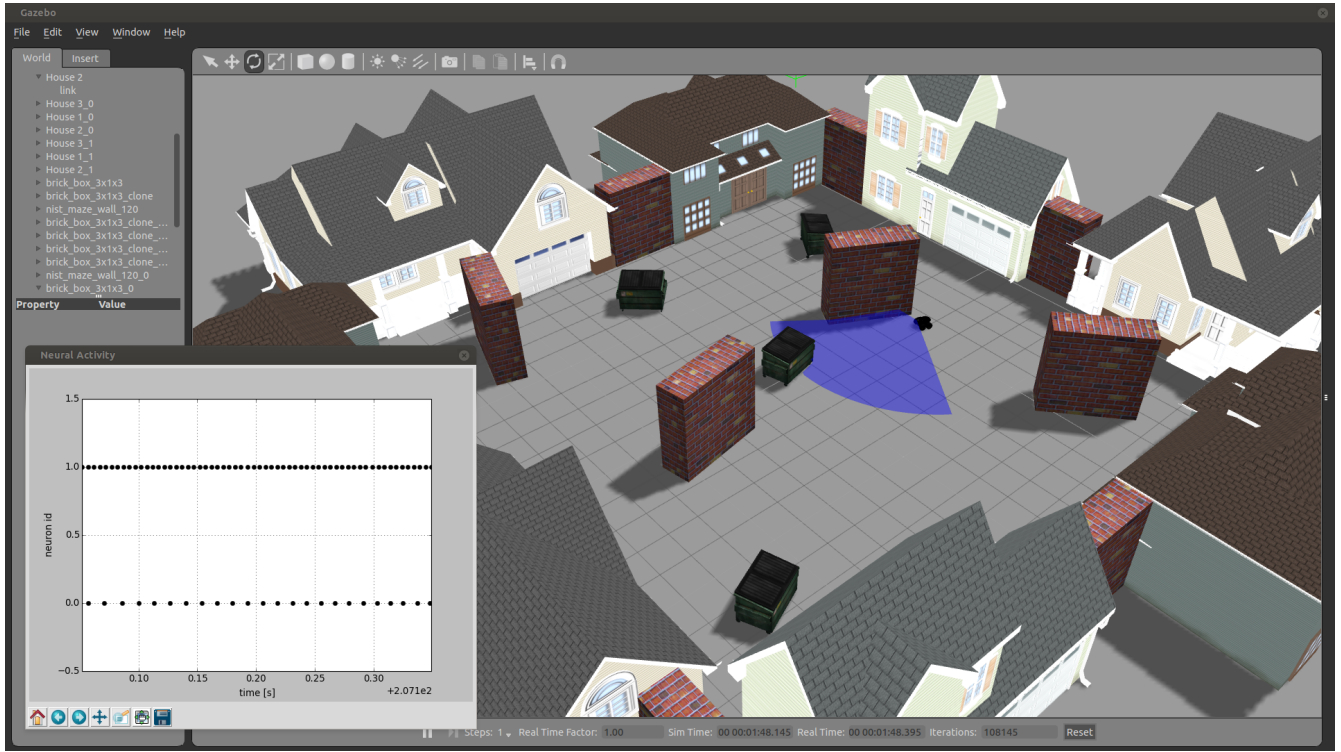 Gazebo
File Edit View Window Help
World Insert
House 2
link
House 3_0
House 1_0
House 2_0
House 3_1
House 1_1
House 2_1
brick_box_3x1x3
brick_box_3x1x3_clone
nist_maze_wall_120
brick_box_3x1x3_clone_...
brick_box_3x1x3_clone_...
brick_box_3x1x3_clone_...
brick_box_3x1x3_clone_...
nist_maze_wall_120_0
brick_box_3x1x3_0
Property Value
Neural Activity
1.5
1.0
0.5
0.0
−0.5
neuron id
0.10 0.15 0.20 0.25 0.30
time [s]
+2.071e2
Steps: 1 Real Time Factor: 1.00 Sim Time: 00 00:01:48.145 Real Time: 00 00:01:48.395 Iterations: 108145 Reset